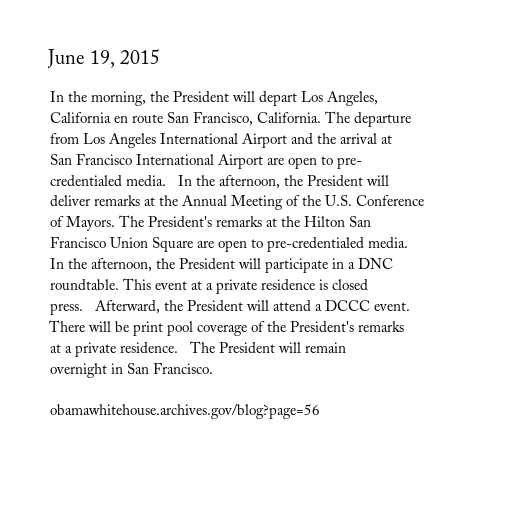 June 19, 2015
In the morning, the President will depart Los Angeles,
California en route San Francisco, California. The departure
from Los Angeles International Airport and the arrival at
San Francisco International Airport are open to pre-
credentialed media.   In the afternoon, the President will
deliver remarks at the Annual Meeting of the U.S. Conference
of Mayors. The President's remarks at the Hilton San
Francisco Union Square are open to pre-credentialed media.
In the afternoon, the President will participate in a DNC
roundtable. This event at a private residence is closed
press.   Afterward, the President will attend a DCCC event.
There will be print pool coverage of the President's remarks
at a private residence.   The President will remain
overnight in San Francisco.
obamawhitehouse.archives.gov/blog?page=56